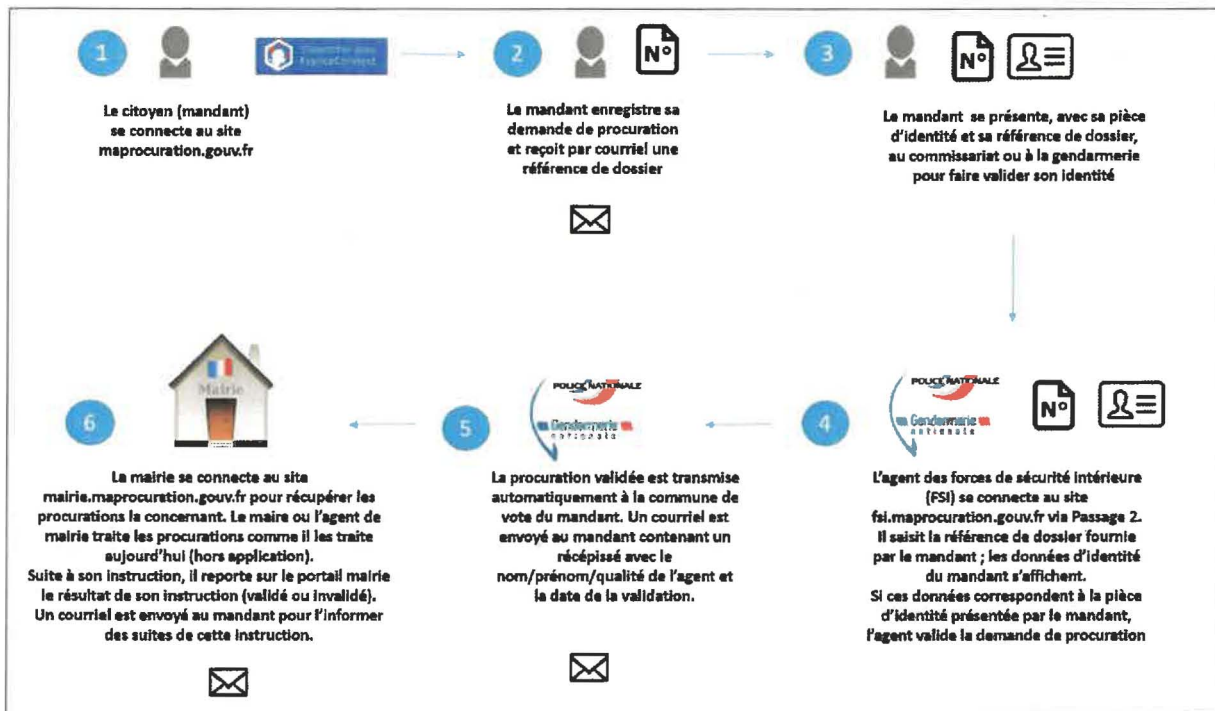 1
S'identifier avec
FranceConnect
Le citoyen (mandant)
se connecte au site
maprocuration.gouv.fr
2
N°
Le mandant enregistre sa
demande de procuration
et reçoit par courriel une
référence de dossier
3
N°
Le mandant se présente, avec sa pièce
d'identité et sa référence de dossier,
au commissariat ou à la gendarmerie
pour faire valider son identité
4
POLICE NATIONALE
Gendarmerie
nationale
N°
L'agent des forces de sécurité intérieure
(FSI) se connecte au site
fsi.maprocuration.gouv.fr via Passage 2.
Il saisit la référence de dossier fournie
par le mandant ; les données d'identité
du mandant s'affichent.
Si ces données correspondent à la pièce
d'identité présentée par le mandant,
l'agent valide la demande de procuration
5
POLICE NATIONALE
Gendarmerie
nationale
La procuration validée est transmise
automatiquement à la commune de
vote du mandant. Un courriel est
envoyé au mandant contenant un
récépissé avec le
nom/prénom/qualité de l'agent et
la date de la validation.
6
Mairie
La mairie se connecte au site
mairie.maprocuration.gouv.fr pour récupérer les
procurations la concernant. Le maire ou l'agent de
mairie traite les procurations comme il les traite
aujourd'hui (hors application).
Suite à son instruction, il reporte sur le portail mairie
le résultat de son instruction (validé ou invalidé).
Un courriel est envoyé au mandant pour l'informer
des suites de cette instruction.